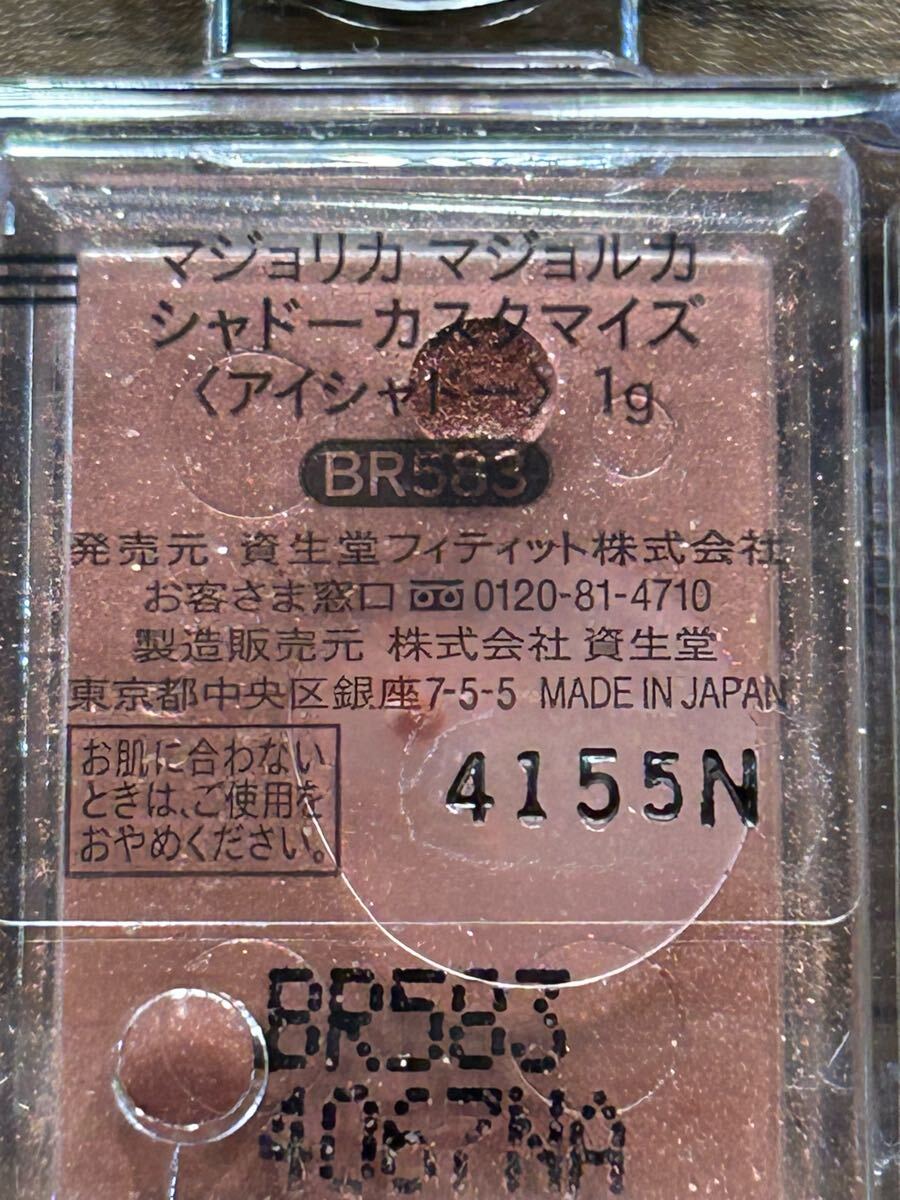 マジョリカ マジョルカ
シャドーカスタマイズ
〈アイシャドー〉 1g
BR583
発売元 資生堂フィティット株式会社
お客さま窓口 0120-81-4710
製造販売元 株式会社 資生堂
東京都中央区銀座7-5-5 MADE IN JAPAN
お肌に合わない
ときは、ご使用を
おやめください。
4155N
BR583
4067NA